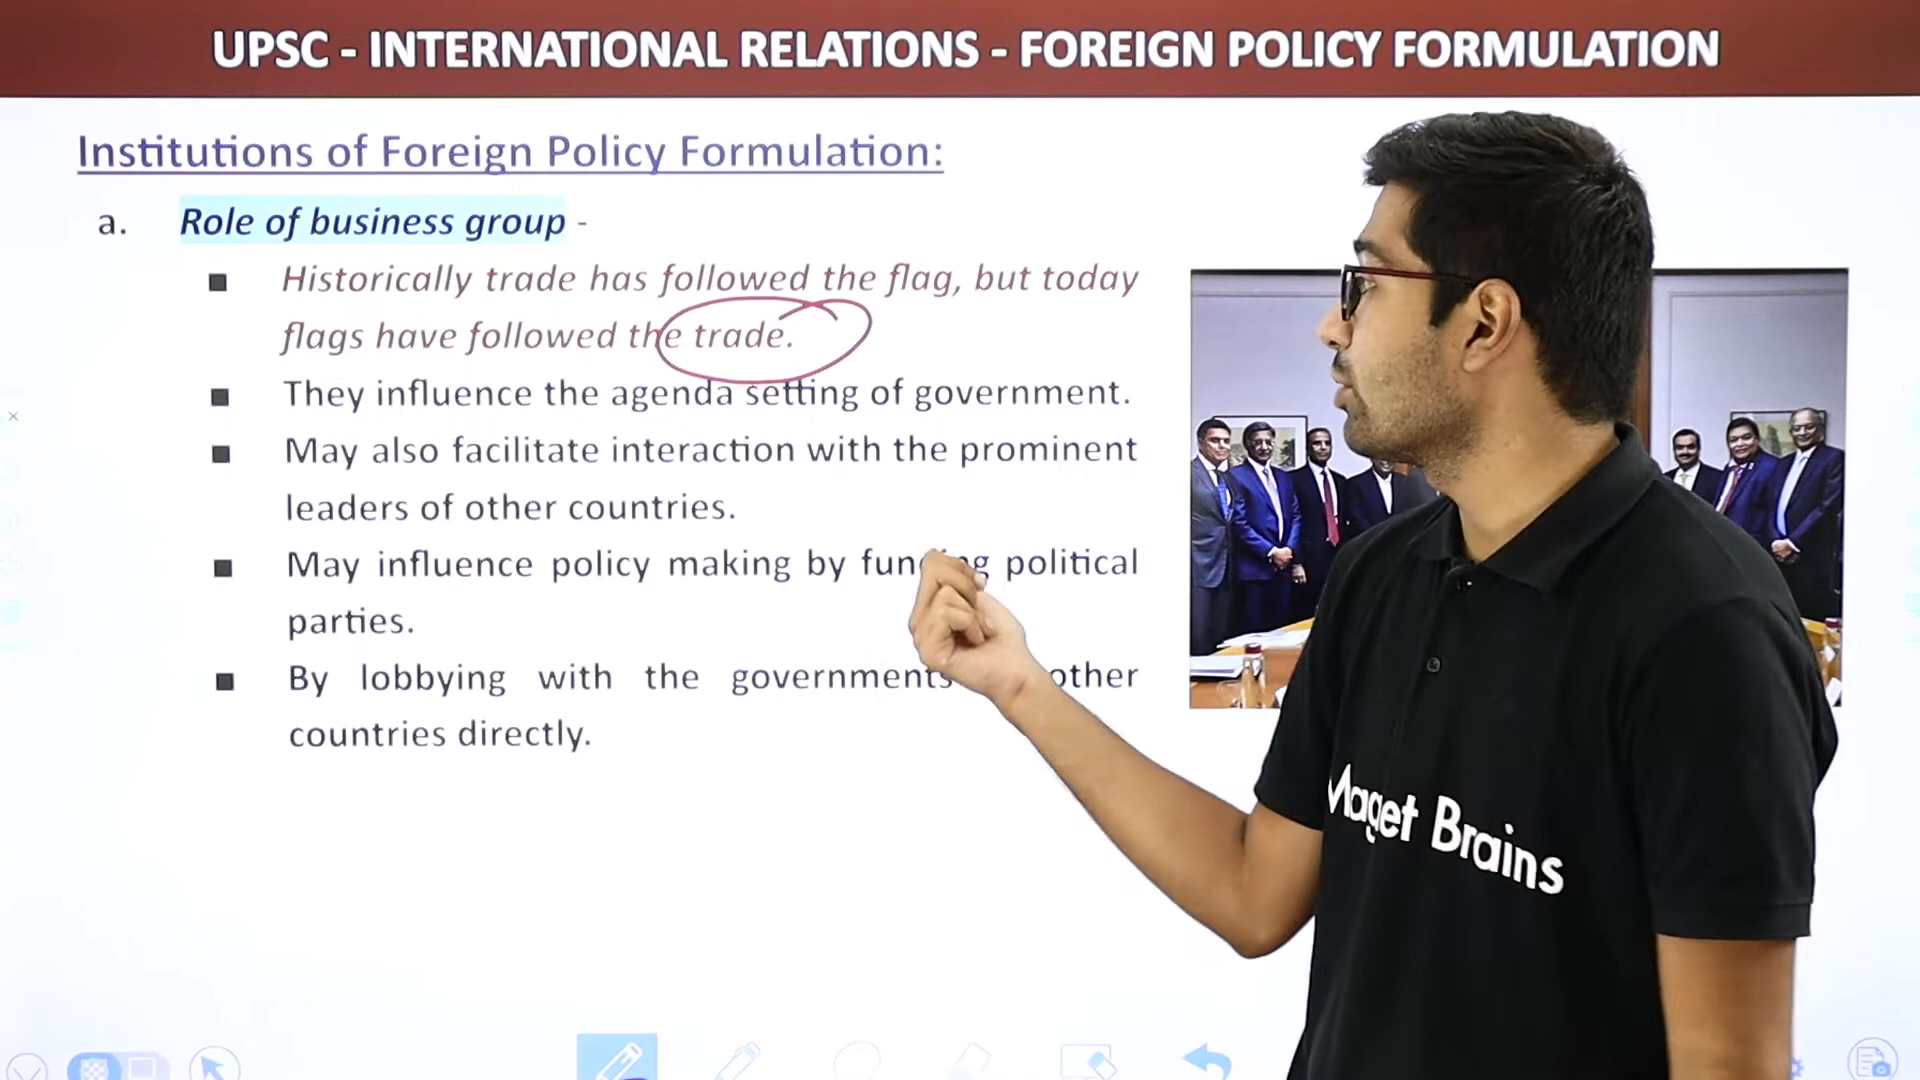 UPSC - INTERNATIONAL RELATIONS - FOREIGN POLICY FORMULATION
Institutions of Foreign Policy Formulation:
a. Role of business group -
■ Historically trade has followed the flag, but today
flags have followed the trade.
■ They influence the agenda setting of government.
■ May also facilitate interaction with the prominent
leaders of other countries.
■ May influence policy making by funding political
parties.
■ By lobbying with the governments other
countries directly.
Maget Brains